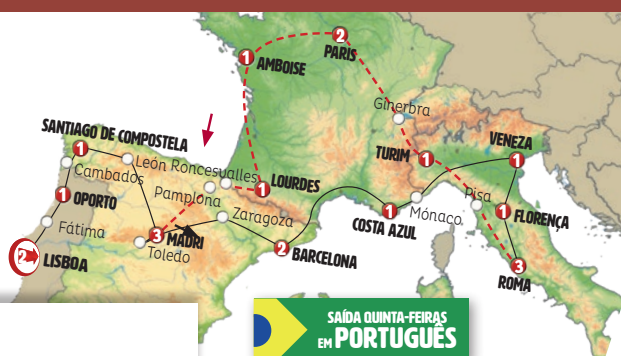 2
PARIS
1
AMBOISE
Ginerbra
SANTIAGO DE COMPOSTELA
VENEZA
1
León
Roncesvalles
TURIM
1
1
Cambados
Pamplona
1
LOURDES
Pisa
1
OPORTO
Zaragoza
Mónaco
1
FLORENÇA
Fátima
3
MADRI
1
COSTA AZUL
2
LISBOA
Toledo
2
BARCELONA
3
ROMA
SAÍDA QUINTA-FEIRAS
EM PORTUGUÊS